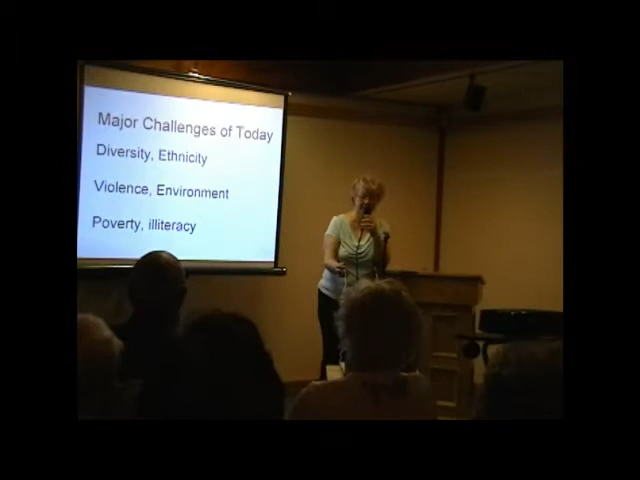 Major Challenges of Today
Diversity, Ethnicity
Violence, Environment
Poverty, illiteracy